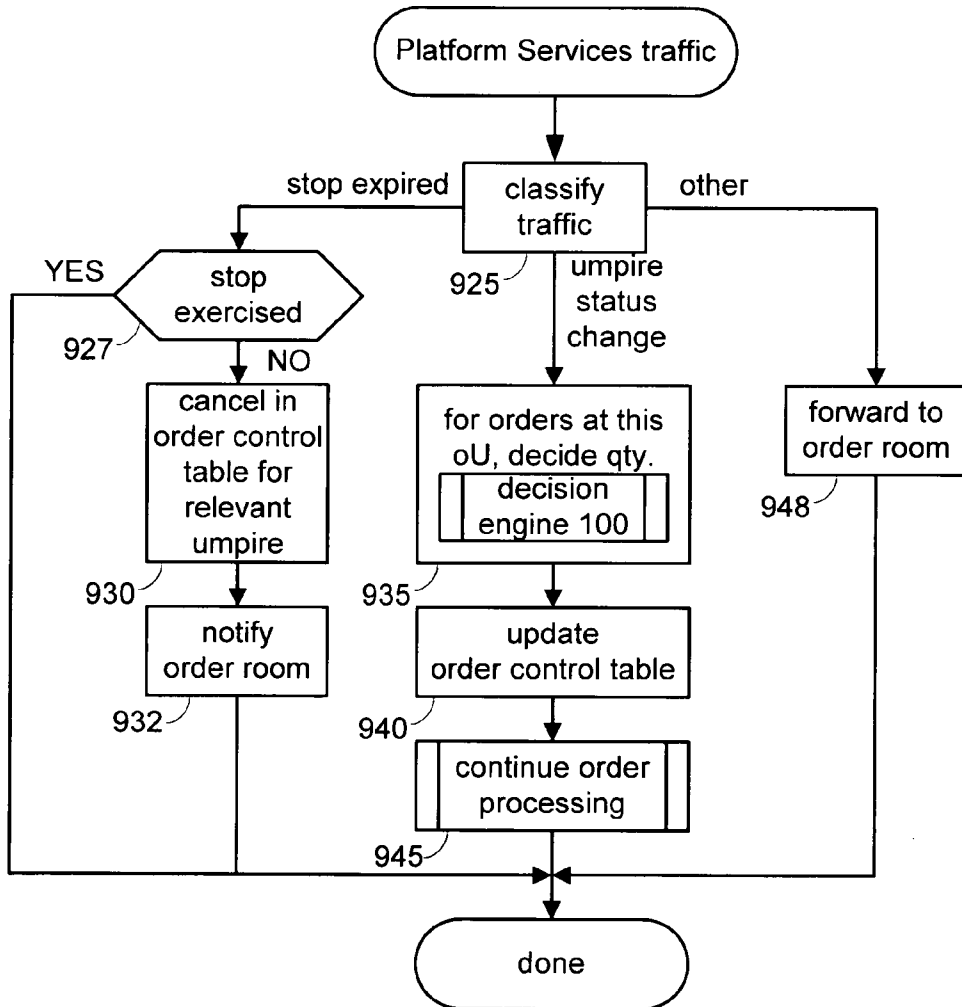 Platform Services traffic
classify
traffic
925
stop expired
other
umpire
status
change
YES
stop
exercised
927
NO
cancel in
order control
table for
relevant
umpire
930
notify
order room
932
for orders at this
oU, decide qty.
decision
engine 100
935
update
order control table
940
continue order
processing
945
forward to
order room
948
done